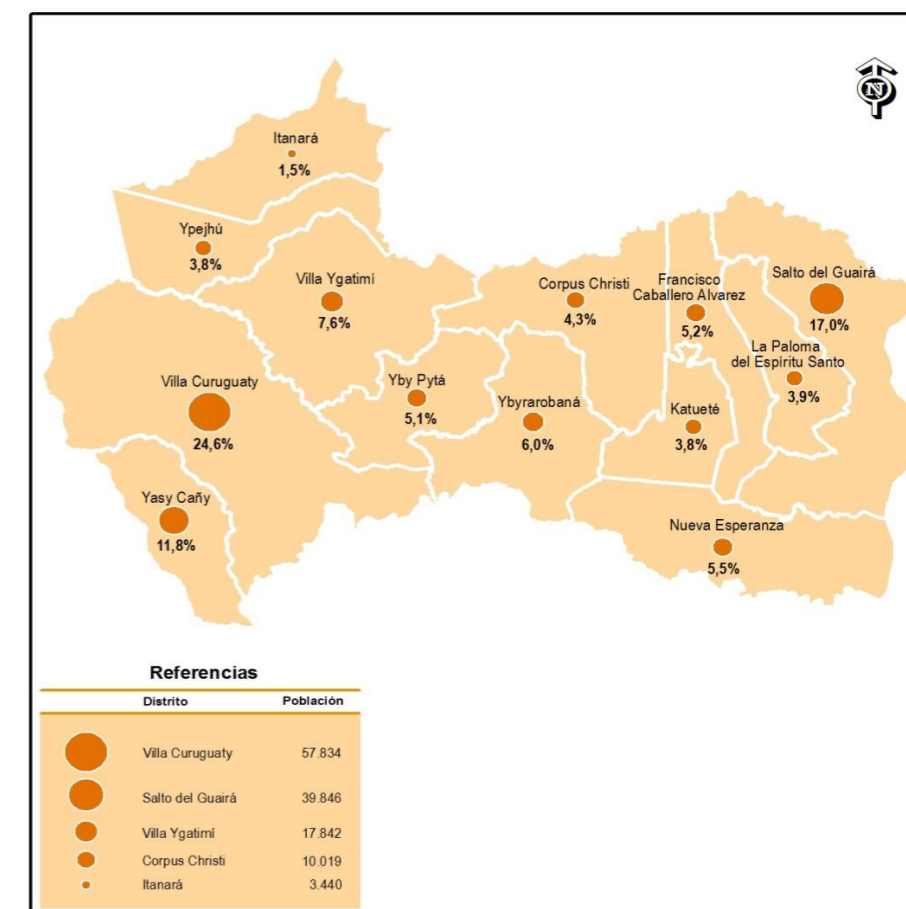 N
Itanará
1,5%
Ypejhú
3,8%
Villa Ygatimí
7,6%
Corpus Christi
4,3%
Francisco
Caballero Alvarez
5,2%
Salto del Guairá
17,0%
La Paloma
del Espiritu Santo
3,9%
Villa Curuguaty
24,6%
Yby Pytá
5,1%
Ybyrarobaná
6,0%
Katueté
3,8%
Yasy Cañy
11,8%
Nueva Esperanza
5,5%
Referencias
Distrito Población
Villa Curuguaty 57.834
Salto del Guairá 39.846
Villa Ygatimí 17.842
Corpus Christi 10.019
Itanará 3.440